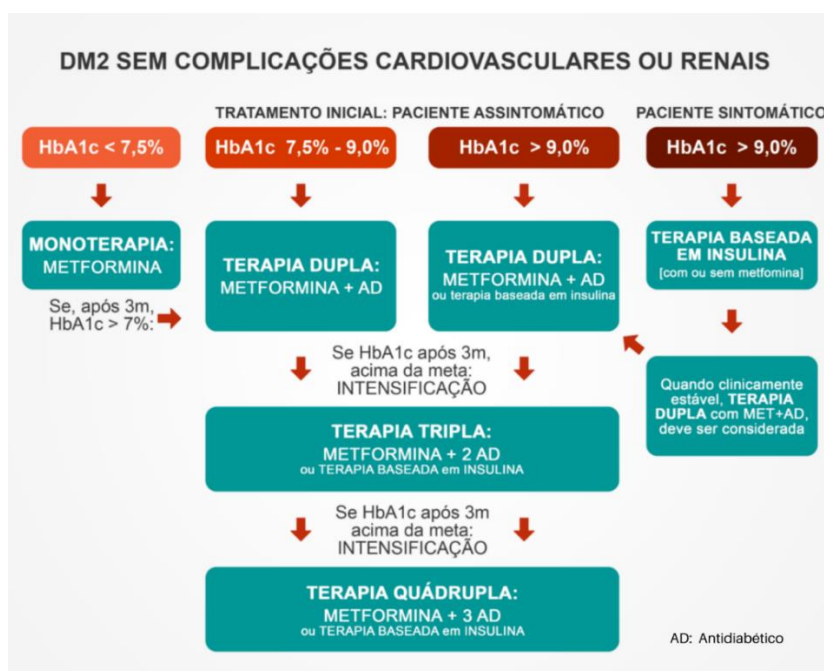 DM2 SEM COMPLICAÇÕES CARDIOVASCULARES OU RENAIS
TRATAMENTO INICIAL: PACIENTE ASSINTOMÁTICO
PACIENTE SINTOMÁTICO
HbA1c < 7,5%
HbA1c 7,5% - 9,0%
HbA1c > 9,0%
HbA1c > 9,0%
MONOTERAPIA:
METFORMINA
Se, após 3m,
HbA1c > 7%:
TERAPIA DUPLA:
METFORMINA + AD
TERAPIA DUPLA:
METFORMINA + AD
ou terapia baseada em insulina
TERAPIA BASEADA
EM INSULINA
[com ou sem metfomina]
Quando clinicamente
estável, TERAPIA
DUPLA com MET+AD,
deve ser considerada
Se HbA1c após 3m,
acima da meta:
INTENSIFICAÇÃO
TERAPIA TRIPLA:
METFORMINA + 2 AD
ou TERAPIA BASEADA em INSULINA
Se HbA1c após 3m
acima da meta:
INTENSIFICAÇÃO
TERAPIA QUÁDRUPLA:
METFORMINA + 3 AD
ou TERAPIA BASEADA em INSULINA
AD: Antidiabético